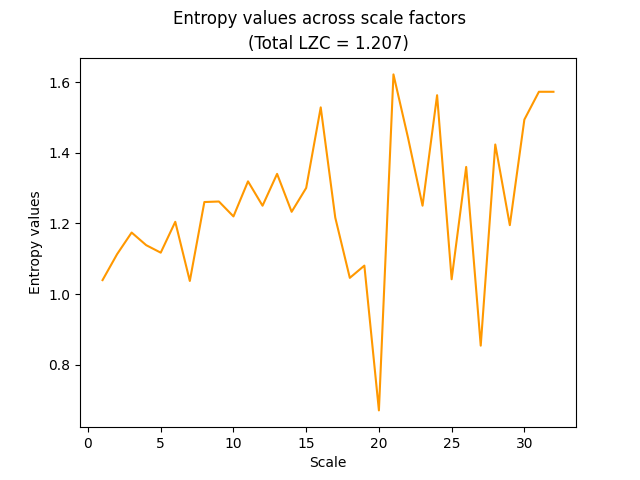 Entropy values across scale factors
(Total LZC = 1.207)
1.6
1.4
1.2
1.0
0.8
Entropy values
0 5 10 15 20 25 30
Scale